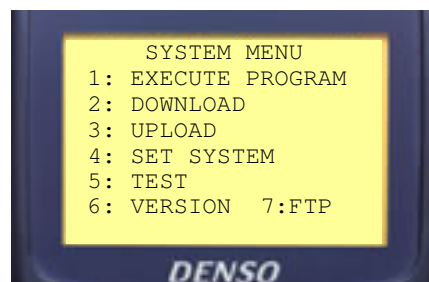 SYSTEM MENU
1: EXECUTE PROGRAM
2: DOWNLOAD
3: UPLOAD
4: SET SYSTEM
5: TEST
6: VERSION 7:FTP
DENSO